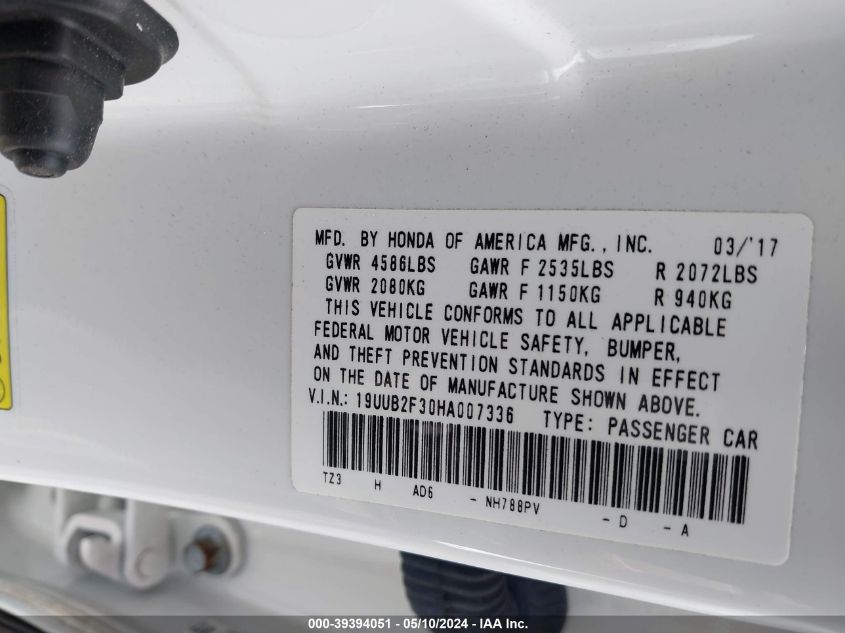 MFD. BY HONDA OF AMERICA MFG., INC. 03/'17
GVWR 4586LBS GAWR F 2535LBS R 2072LBS
GVWR 2080KG GAWR F 1150KG R 940KG
THIS VEHICLE CONFORMS TO ALL APPLICABLE
FEDERAL MOTOR VEHICLE SAFETY, BUMPER,
AND THEFT PREVENTION STANDARDS IN EFFECT
ON THE DATE OF MANUFACTURE SHOWN ABOVE.
V.I.N.: 19UUB2F30HA007336 TYPE: PASSENGER CAR
TZ3 H AD6 - NH788PV - D - A
000-39394051 - 05/10/2024 - IAA Inc.